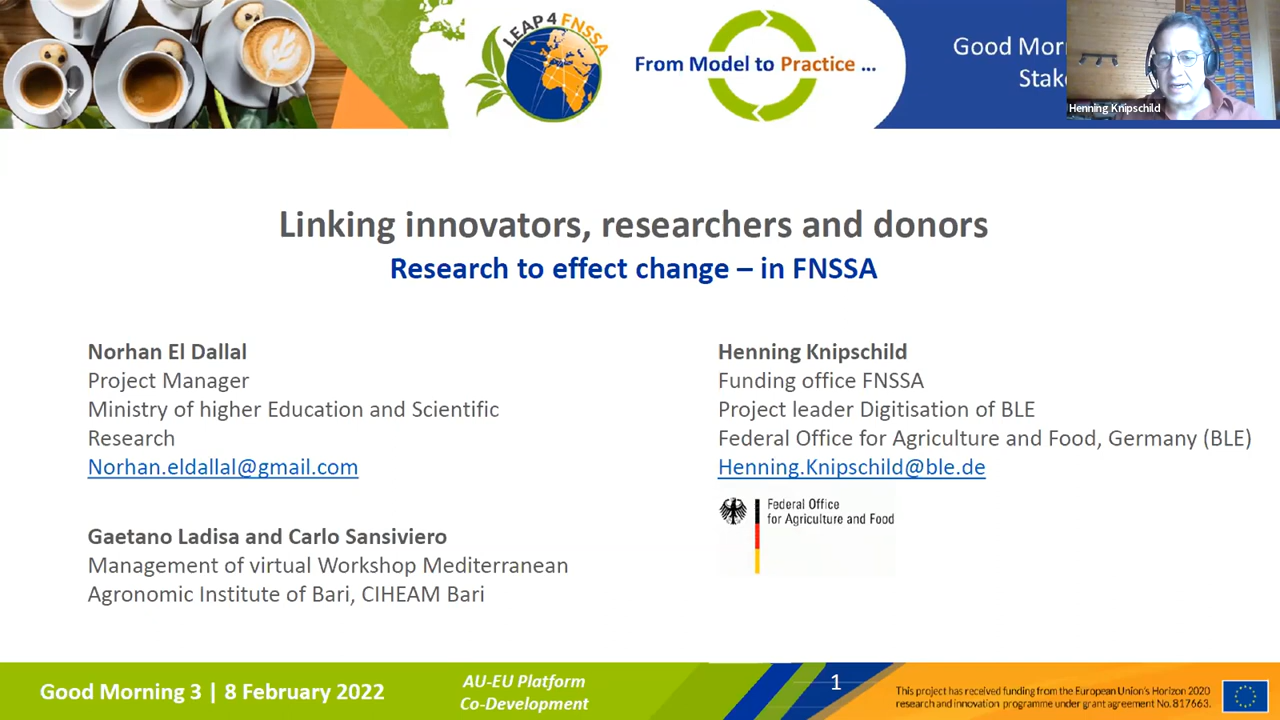 LEAP4FNSSA
From Model to Practice ...
Good Mor
Stak
Henning Knipschild
Linking innovators, researchers and donors
Research to effect change – in FNSSA
Norhan El Dallal
Project Manager
Ministry of higher Education and Scientific
Research
Norhan.eldallal@gmail.com
Gaetano Ladisa and Carlo Sansiviero
Management of virtual Workshop Mediterranean
Agronomic Institute of Bari, CIHEAM Bari
Henning Knipschild
Funding office FNSSA
Project leader Digitisation of BLE
Federal Office for Agriculture and Food, Germany (BLE)
Henning.Knipschild@ble.de
Federal Office
for Agriculture and Food
Good Morning 3 | 8 February 2022
AU-EU Platform
Co-Development
1
This project has received funding from the European Union's Horizon 2020
research and innovation programme under grant agreement No.817663.